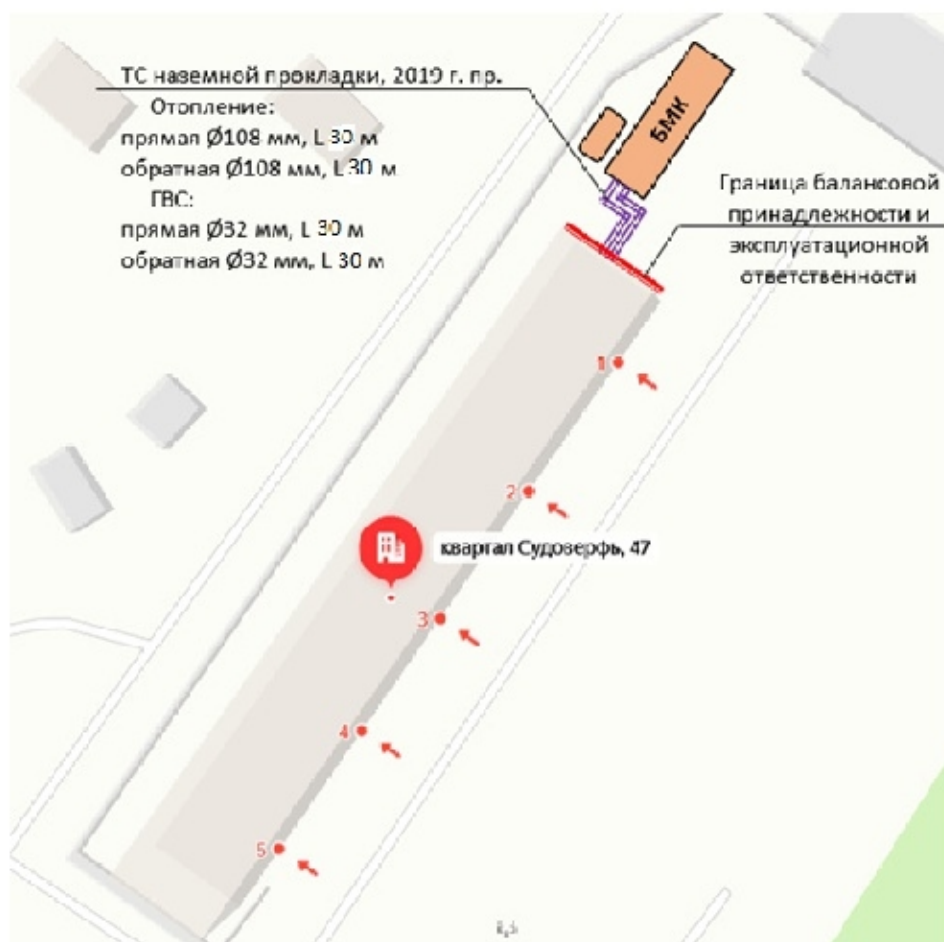 ТС наземной прокладки, 2019 г. пр.
Отопление:
прямая Ø108 мм, L 30 м
обратная Ø108 мм, L 30 м
ГВС:
прямая Ø32 мм, L 30 м
обратная Ø32 мм, L 30 м
БМК
Граница балансовой
принадлежности и
эксплуатационной
ответственности
1
2
квартал Судоверфь, 47
3
4
5